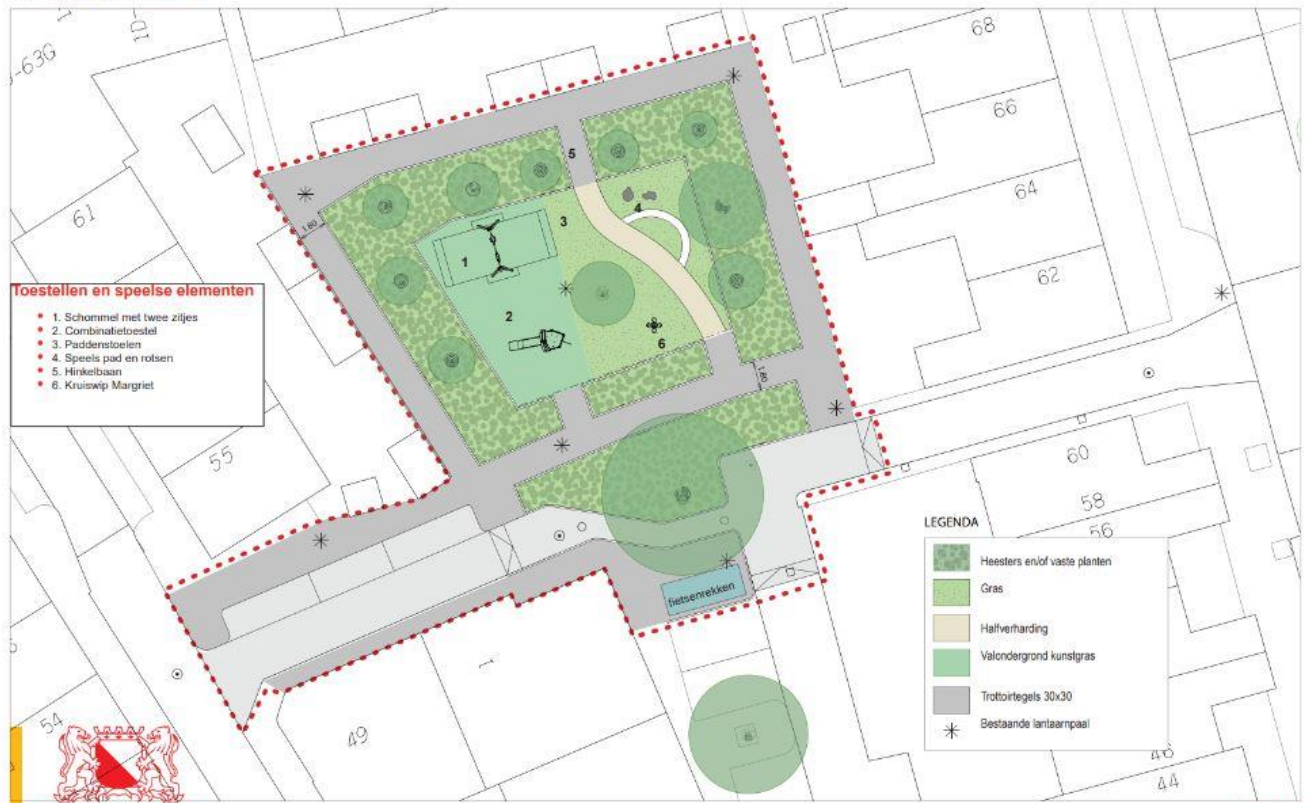 1D-
-63G
68
66
64
62
61
1.80
5
4
3
1
2
6
1.80
Toestellen en speelse elementen
1. Schommel met twee zitjes
2. Combinatietoestel
3. Paddenstoelen
4. Speels pad en rotsen
5. Hinkelbaan
6. Kruiswip Margriet
55
60
58
56
LEGENDA
Heesters en/of vaste planten
Gras
Halfverharding
Valondergrond kunstgras
Trottoirtegels 30x30
Bestaande lantaarnpaal
fietsenrekken
1
54
49
46
44